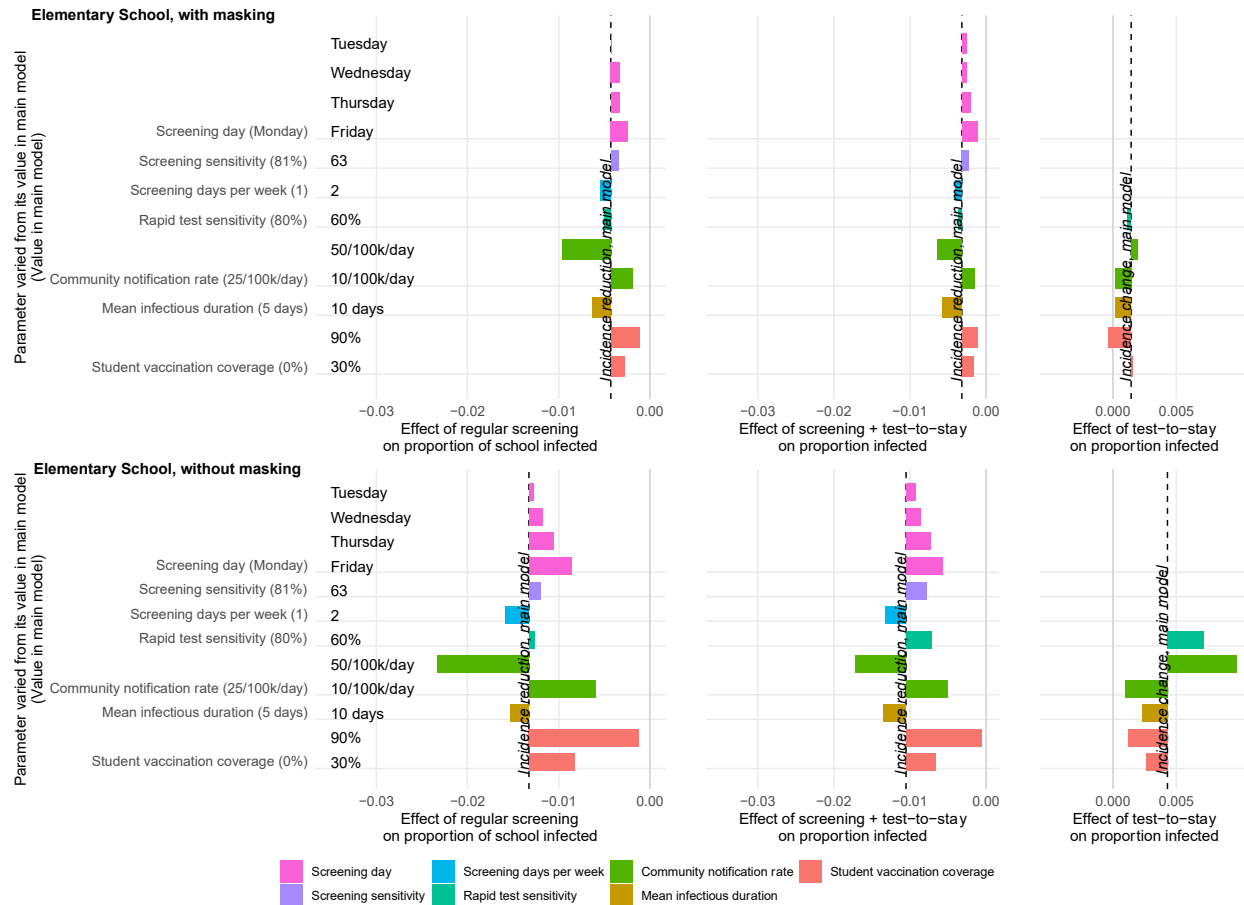 Elementary School, with masking
Parameter varied from its value in main model
(Value in main model)
Tuesday
Wednesday
Thursday
Screening day (Monday) Friday
Screening sensitivity (81%) 63
Screening days per week (1) 2
Rapid test sensitivity (80%) 60%
50/100k/day
Community notification rate (25/100k/day) 10/100k/day
Mean infectious duration (5 days) 10 days
90%
Student vaccination coverage (0%) 30%
Incidence reduction, main model
Incidence reduction, main model
Incidence change, main model
−0.03 −0.02 −0.01 0.00
−0.03 −0.02 −0.01 0.00
0.000 0.005
Effect of regular screening
on proportion of school infected
Effect of screening + test−to−stay
on proportion infected
Effect of test−to−stay
on proportion infected
Elementary School, without masking
Parameter varied from its value in main model
(Value in main model)
Tuesday
Wednesday
Thursday
Screening day (Monday) Friday
Screening sensitivity (81%) 63
Screening days per week (1) 2
Rapid test sensitivity (80%) 60%
50/100k/day
Community notification rate (25/100k/day) 10/100k/day
Mean infectious duration (5 days) 10 days
90%
Student vaccination coverage (0%) 30%
Incidence reduction, main model
Incidence reduction, main model
Incidence change, main model
−0.03 −0.02 −0.01 0.00
−0.03 −0.02 −0.01 0.00
0.000 0.005
Effect of regular screening
on proportion of school infected
Effect of screening + test−to−stay
on proportion infected
Effect of test−to−stay
on proportion infected
Screening day Screening days per week Community notification rate Student vaccination coverage
Screening sensitivity Rapid test sensitivity Mean infectious duration